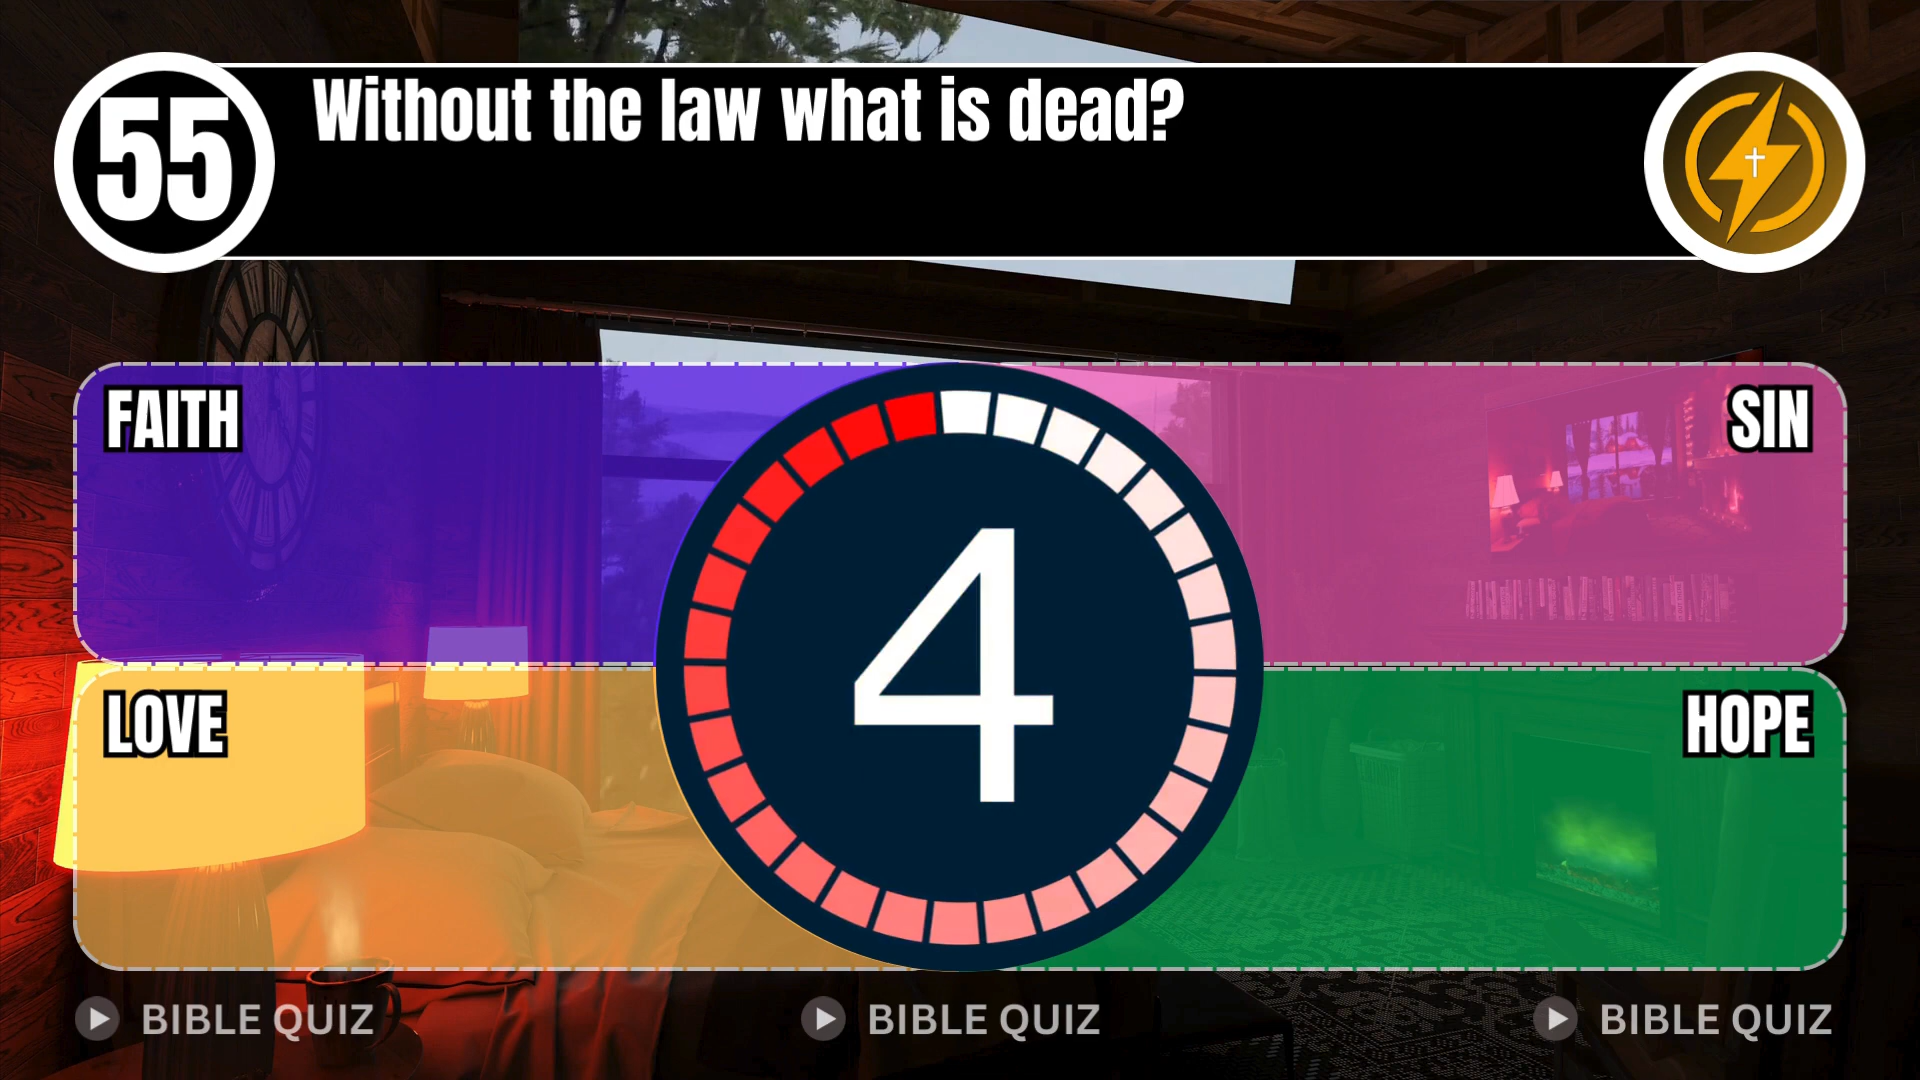 55
Without the law what is dead?
FAITH
SIN
4
LOVE
HOPE
BIBLE QUIZ
BIBLE QUIZ
BIBLE QUIZ